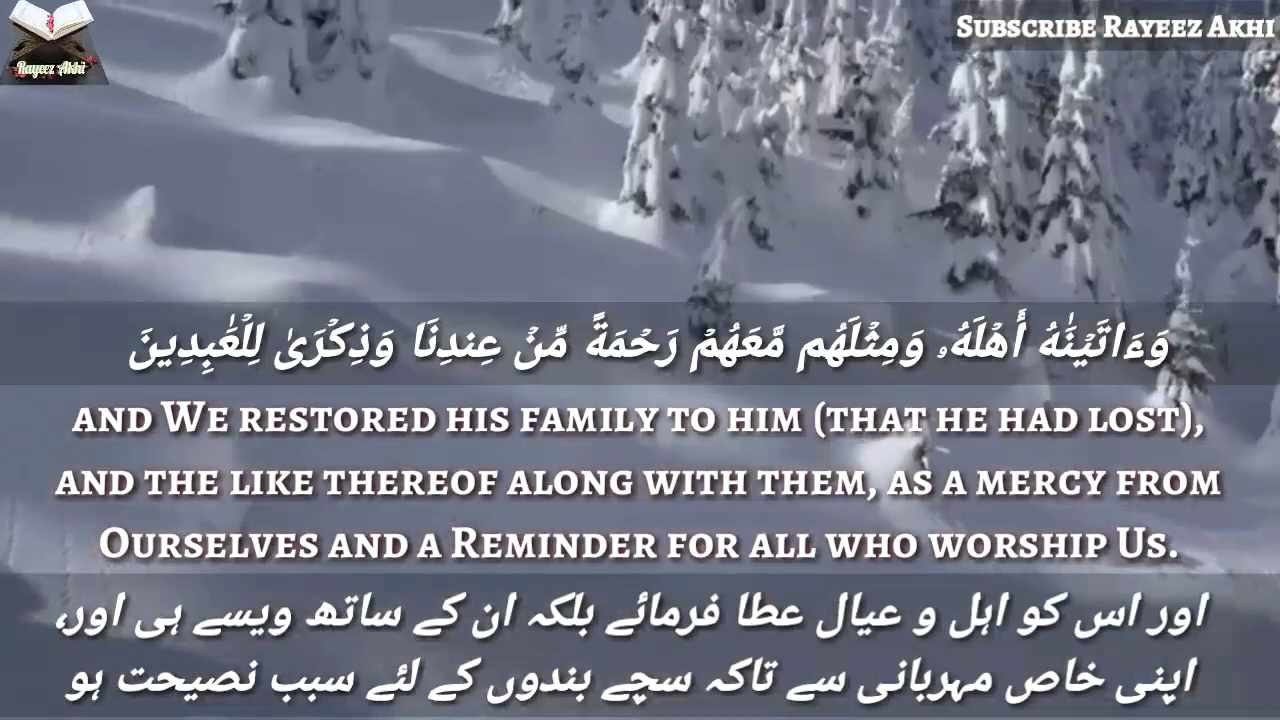 Subscribe Rayeez Akhi
Rayeez Akhi
وَءَاتَيْنَٰهُ أَهْلَهُۥ وَمِثْلَهُم مَّعَهُمْ رَحْمَةً مِّنْ عِندِنَا وَذِكْرَىٰ لِلْعَٰبِدِينَ
and We restored his family to him (that he had lost),
and the like thereof along with them, as a mercy from
Ourselves and a Reminder for all who worship Us.
اور اس کو اہل و عیال عطا فرمائے بلکہ ان کے ساتھ ویسے ہی اور،
اپنی خاص مہربانی سے تاکہ سچے بندوں کے لئے سبب نصیحت ہو